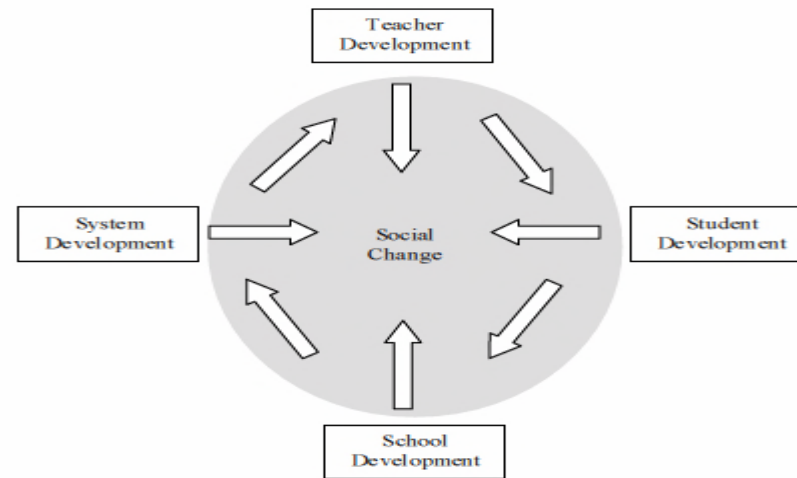 Teacher
Development
System
Development
Social
Change
Student
Development
School
Development